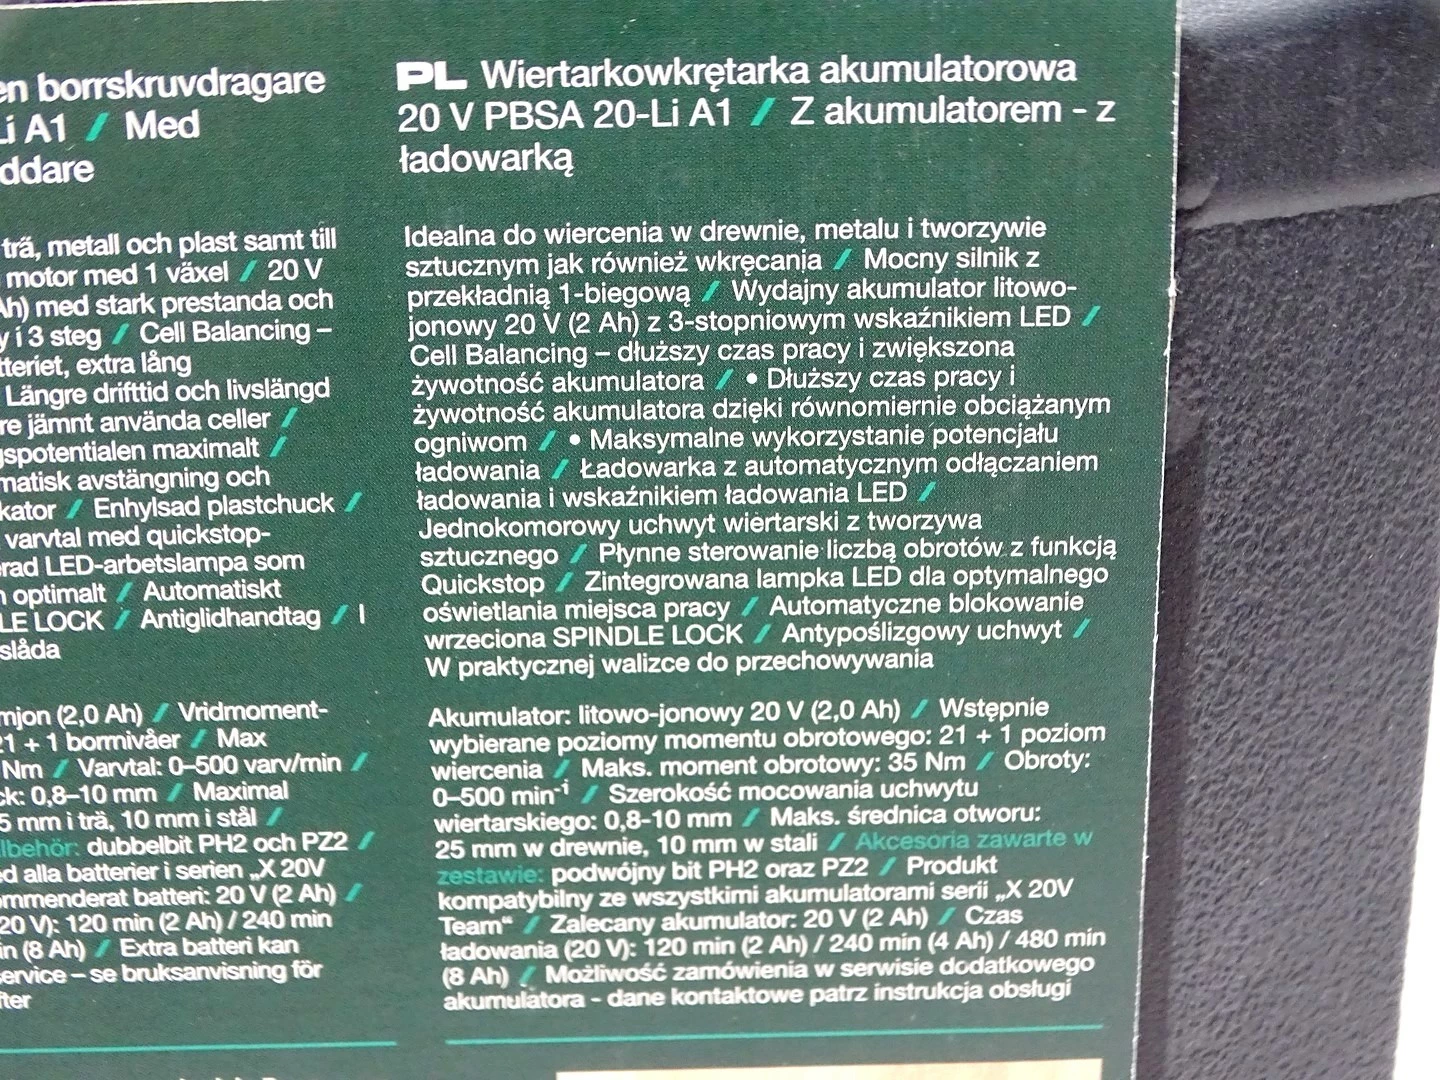 en borrskruvdragare
Li A1 / Med
ddare
trä, metall och plast samt till
motor med 1 växel / 20 V
Ah) med stark prestanda och
y i 3 steg / Cell Balancing –
tteriet, extra lång
Längre drifttid och livslängd
re jämnt använda celler /
gspotentialen maximalt /
matisk avstängning och
kator / Enhylsad plastchuck /
varvtal med quickstop-
erad LED-arbetslampa som
n optimalt / Automatiskt
LE LOCK / Antiglidhandtag / I
slåda
mjon (2,0 Ah) / Vridmoment-
21 + 1 borrnivåer / Max
Nm / Varvtal: 0–500 varv/min /
ck: 0,8–10 mm / Maximal
5 mm i trä, 10 mm i stål /
lbehör: dubbelbit PH2 och PZ2 /
ed alla batterier i serien „X 20V
ommenderat batteri: 20 V (2 Ah) /
20 V): 120 min (2 Ah) / 240 min
in (8 Ah) / Extra batteri kan
service – se bruksanvisning för
fter
PL Wiertarkowkrętarka akumulatorowa
20 V PBSA 20-Li A1 / Z akumulatorem - z
ładowarką
Idealna do wiercenia w drewnie, metalu i tworzywie
sztucznym jak również wkręcania / Mocny silnik z
przekładnią 1-biegową / Wydajny akumulator litowo-
jonowy 20 V (2 Ah) z 3-stopniowym wskaźnikiem LED /
Cell Balancing – dłuższy czas pracy i zwiększona
żywotność akumulatora / • Dłuższy czas pracy i
żywotność akumulatora dzięki równomiernie obciążanym
ogniwom / • Maksymalne wykorzystanie potencjału
ładowania / Ładowarka z automatycznym odłączaniem
ładowania i wskaźnikiem ładowania LED /
Jednokomorowy uchwyt wiertarski z tworzywa
sztucznego / Płynne sterowanie liczbą obrotów z funkcją
Quickstop / Zintegrowana lampka LED dla optymalnego
oświetlania miejsca pracy / Automatyczne blokowanie
wrzeciona SPINDLE LOCK / Antypoślizgowy uchwyt /
W praktycznej walizce do przechowywania
Akumulator: litowo-jonowy 20 V (2,0 Ah) / Wstępnie
wybierane poziomy momentu obrotowego: 21 + 1 poziom
wiercenia / Maks. moment obrotowy: 35 Nm / Obroty:
0–500 min⁻¹ / Szerokość mocowania uchwytu
wiertarskiego: 0,8-10 mm / Maks. średnica otworu:
25 mm w drewnie, 10 mm w stali / Akcesoria zawarte w
zestawie: podwójny bit PH2 oraz PZ2 / Produkt
kompatybilny ze wszystkimi akumulatorami serii „X 20V
Team“ / Zalecany akumulator: 20 V (2 Ah) / Czas
ładowania (20 V): 120 min (2 Ah) / 240 min (4 Ah) / 480 min
(8 Ah) / Możliwość zamówienia w serwisie dodatkowego
akumulatora - dane kontaktowe patrz instrukcja obsługi